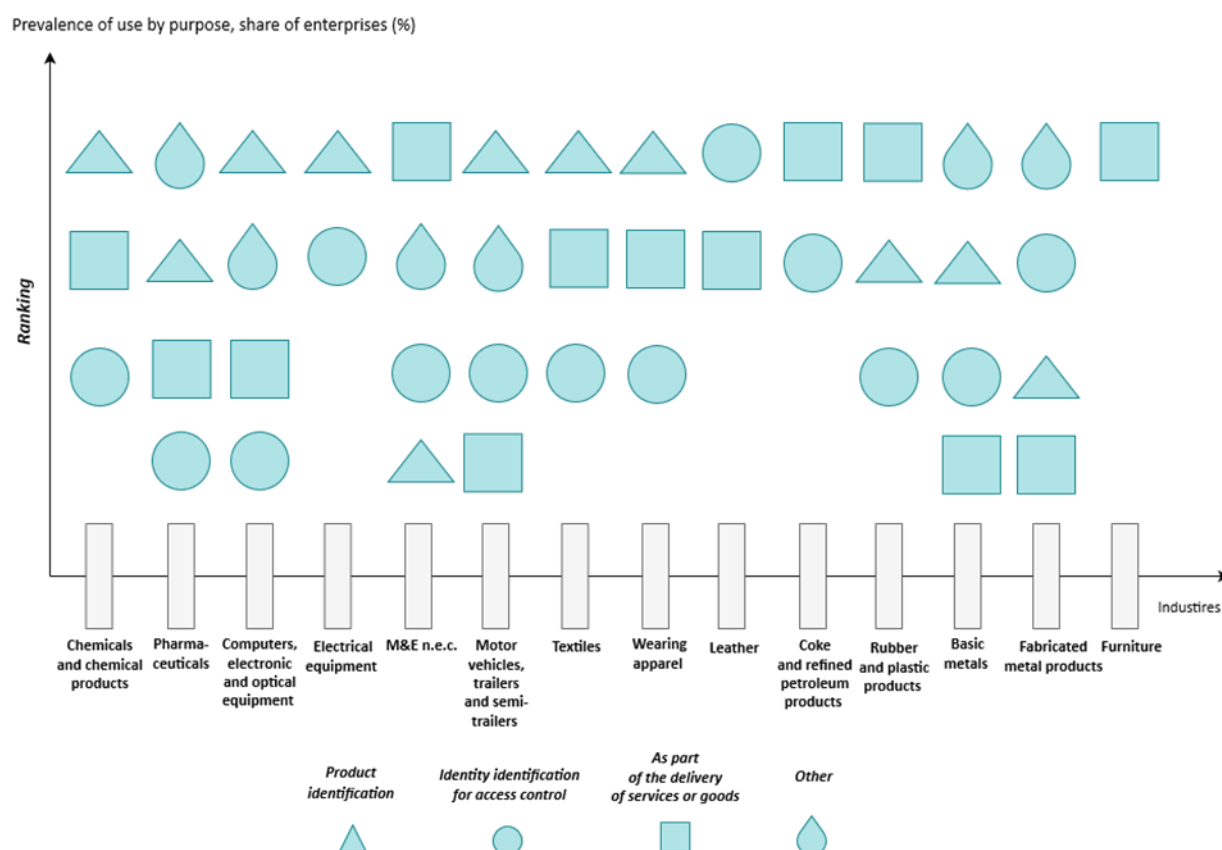 Prevalence of use by purpose, share of enterprises (%)
Ranking
Industires
Chemicals
and chemical
products
Pharma-
ceuticals
Computers,
electronic
and optical
equipment
Electrical
equipment
M&E n.e.c.
Motor
vehicles,
trailers
and semi-
trailers
Textiles
Wearing
apparel
Leather
Coke
and refined
petroleum
products
Rubber
and plastic
products
Basic
metals
Fabricated
metal products
Furniture
Product
identification
Identity identification
for access control
As part
of the delivery
of services or goods
Other